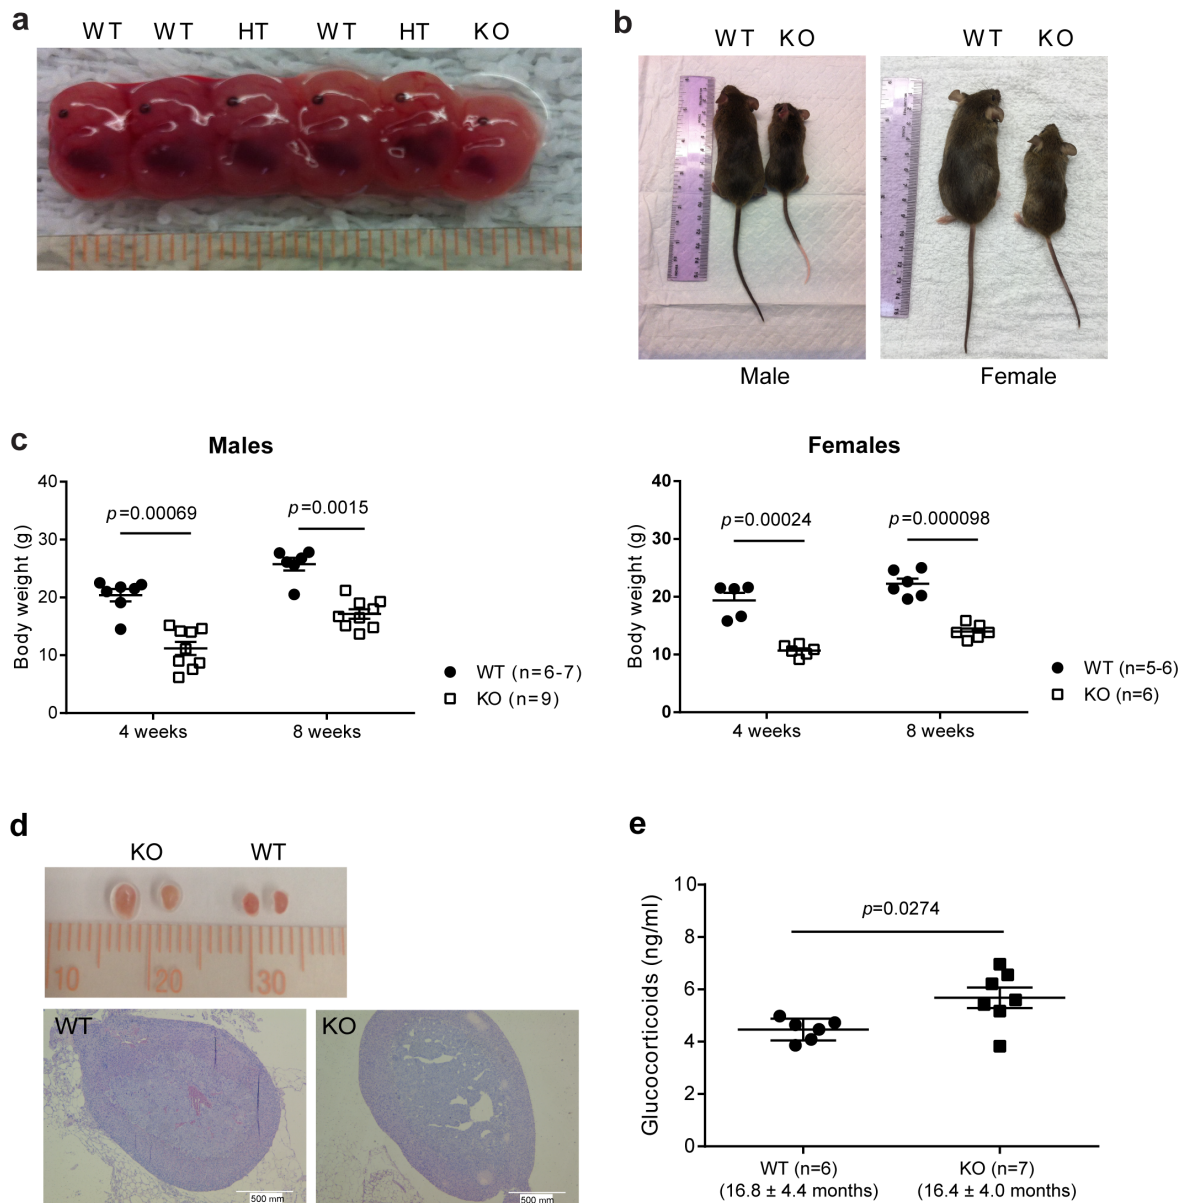 a
WT WT HT WT HT KO
b
WT KO
WT KO
Male
Female
c
Males
Body weight (g)
40
30
20
10
0
p=0.00069
p=0.0015
4 weeks
8 weeks
WT (n=6-7)
KO (n=9)
Females
Body weight (g)
40
30
20
10
0
p=0.00024
p=0.000098
4 weeks
8 weeks
WT (n=5-6)
KO (n=6)
d
KO WT
10 20 30
WT
500 mm
KO
500 mm
e
Glucocorticoids (ng/ml)
10
8
6
4
2
0
p=0.0274
WT (n=6)
(16.8 ± 4.4 months)
KO (n=7)
(16.4 ± 4.0 months)